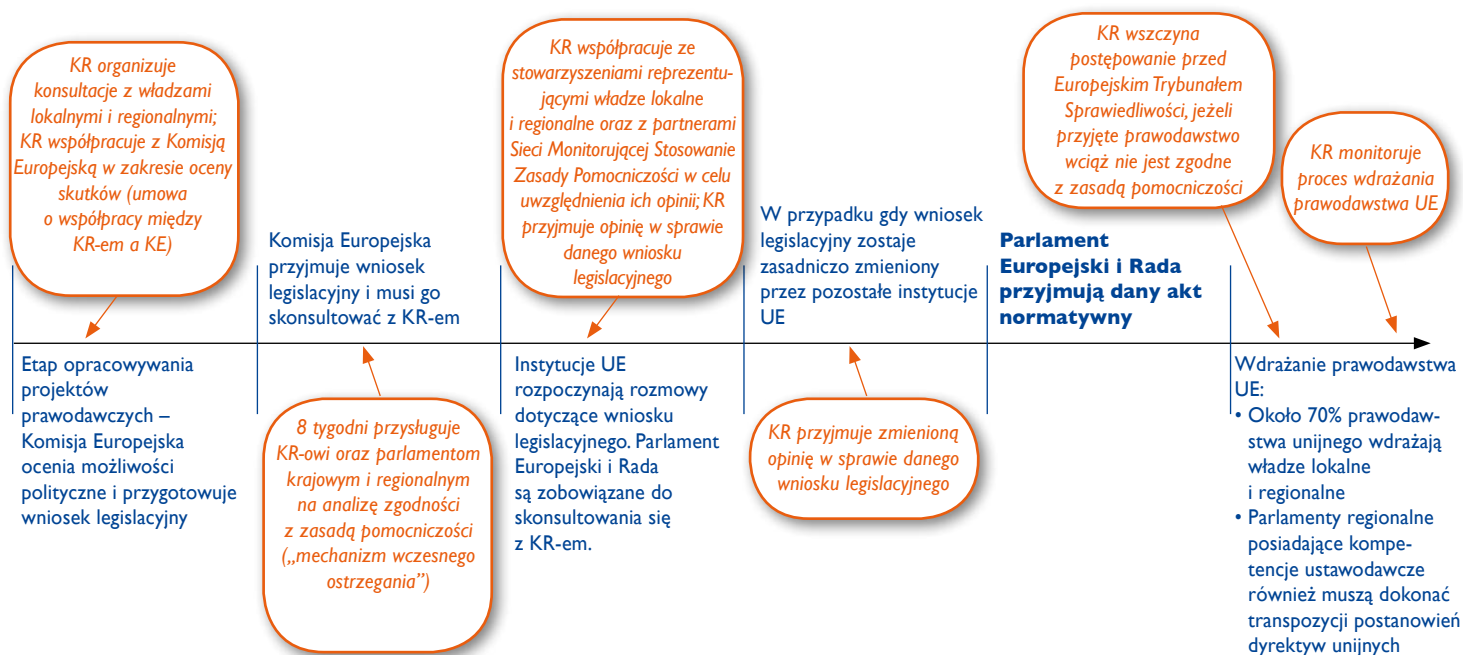 KR organizuje
konsultacje z władzami
lokalnymi i regionalnymi;
KR współpracuje z Komisją
Europejską w zakresie oceny
skutków (umowa
o współpracy między
KR-em a KE)
Etap opracowywania
projektów
prawodawczych –
Komisja Europejska
ocenia możliwości
polityczne i przygotowuje
wniosek legislacyjny
Komisja Europejska
przyjmuje wniosek
legislacyjny i musi go
skonsultować z KR-em
8 tygodni przysługuje
KR-owi oraz parlamentom
krajowym i regionalnym
na analizę zgodności
z zasadą pomocniczości
(„mechanizm wczesnego
ostrzegania”)
KR współpracuje ze
stowarzyszeniami reprezentu-
jącymi władze lokalne
i regionalne oraz z partnerami
Sieci Monitorującej Stosowanie
Zasady Pomocniczości w celu
uwzględnienia ich opinii; KR
przyjmuje opinię w sprawie
danego wniosku
legislacyjnego
Instytucje UE
rozpoczynają rozmowy
dotyczące wniosku
legislacyjnego. Parlament
Europejski i Rada
są zobowiązane do
skonsultowania się
z KR-em.
W przypadku gdy wniosek
legislacyjny zostaje
zasadniczo zmieniony
przez pozostałe instytucje
UE
KR przyjmuje zmienioną
opinię w sprawie danego
wniosku legislacyjnego
Parlament
Europejski i Rada
przyjmują dany akt
normatywny
KR wszczyna
postępowanie przed
Europejskim Trybunałem
Sprawiedliwości, jeżeli
przyjęte prawodawstwo
wciąż nie jest zgodne
z zasadą pomocniczości
KR monitoruje
proces wdrażania
prawodawstwa UE
Wdrażanie prawodawstwa
UE:
• Około 70% prawodaw-
stwa unijnego wdrażają
władze lokalne
i regionalne
• Parlamenty regionalne
posiadające kompe-
tencje ustawodawcze
również muszą dokonać
transpozycji postanowień
dyrektyw unijnych